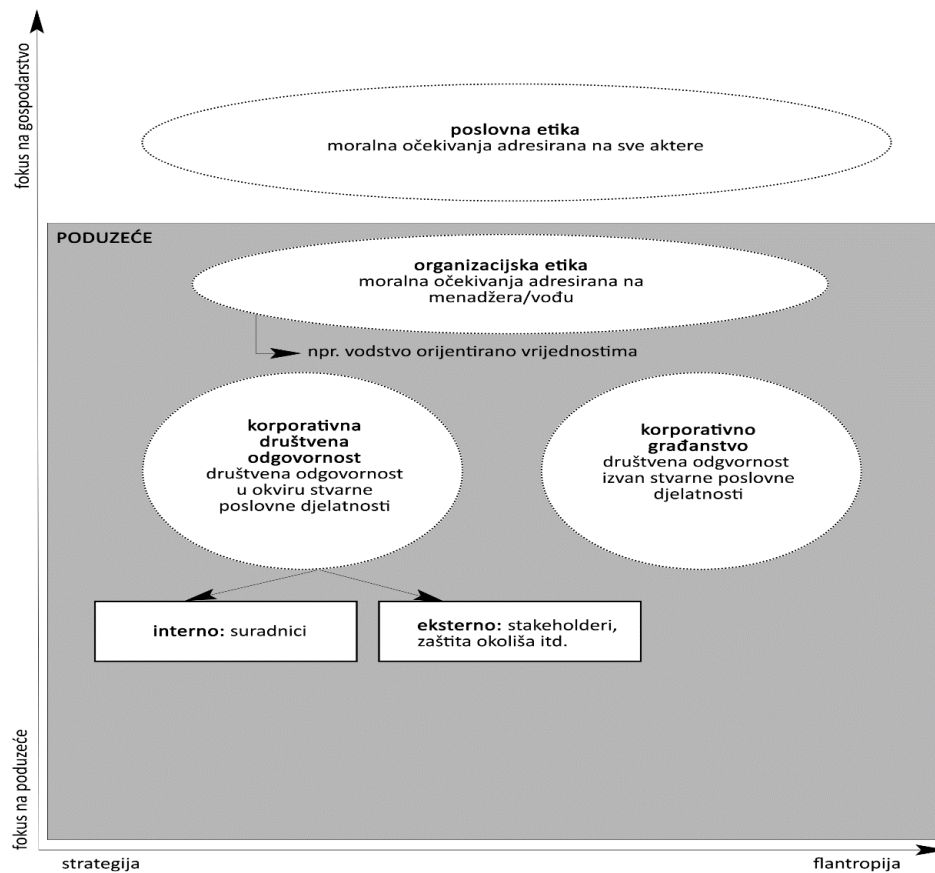 fokus na gospodarstvo
poslovna etika
moralna očekivanja adresirana na sve aktere
PODUZEĆE
organizacijska etika
moralna očekivanja adresirana na
menadžera/vođu
npr. vodstvo orijentirano vrijednostima
korporativna
društvena
odgovornost
društvena odgovornost
u okviru stvarne
poslovne djelatnosti
korporativno
građanstvo
društvena odgvornost
izvan stvarne poslovne
djelatnosti
interno: suradnici
eksterno: stakeholderi,
zaštita okoliša itd.
fokus na poduzeće
strategija
flantropija